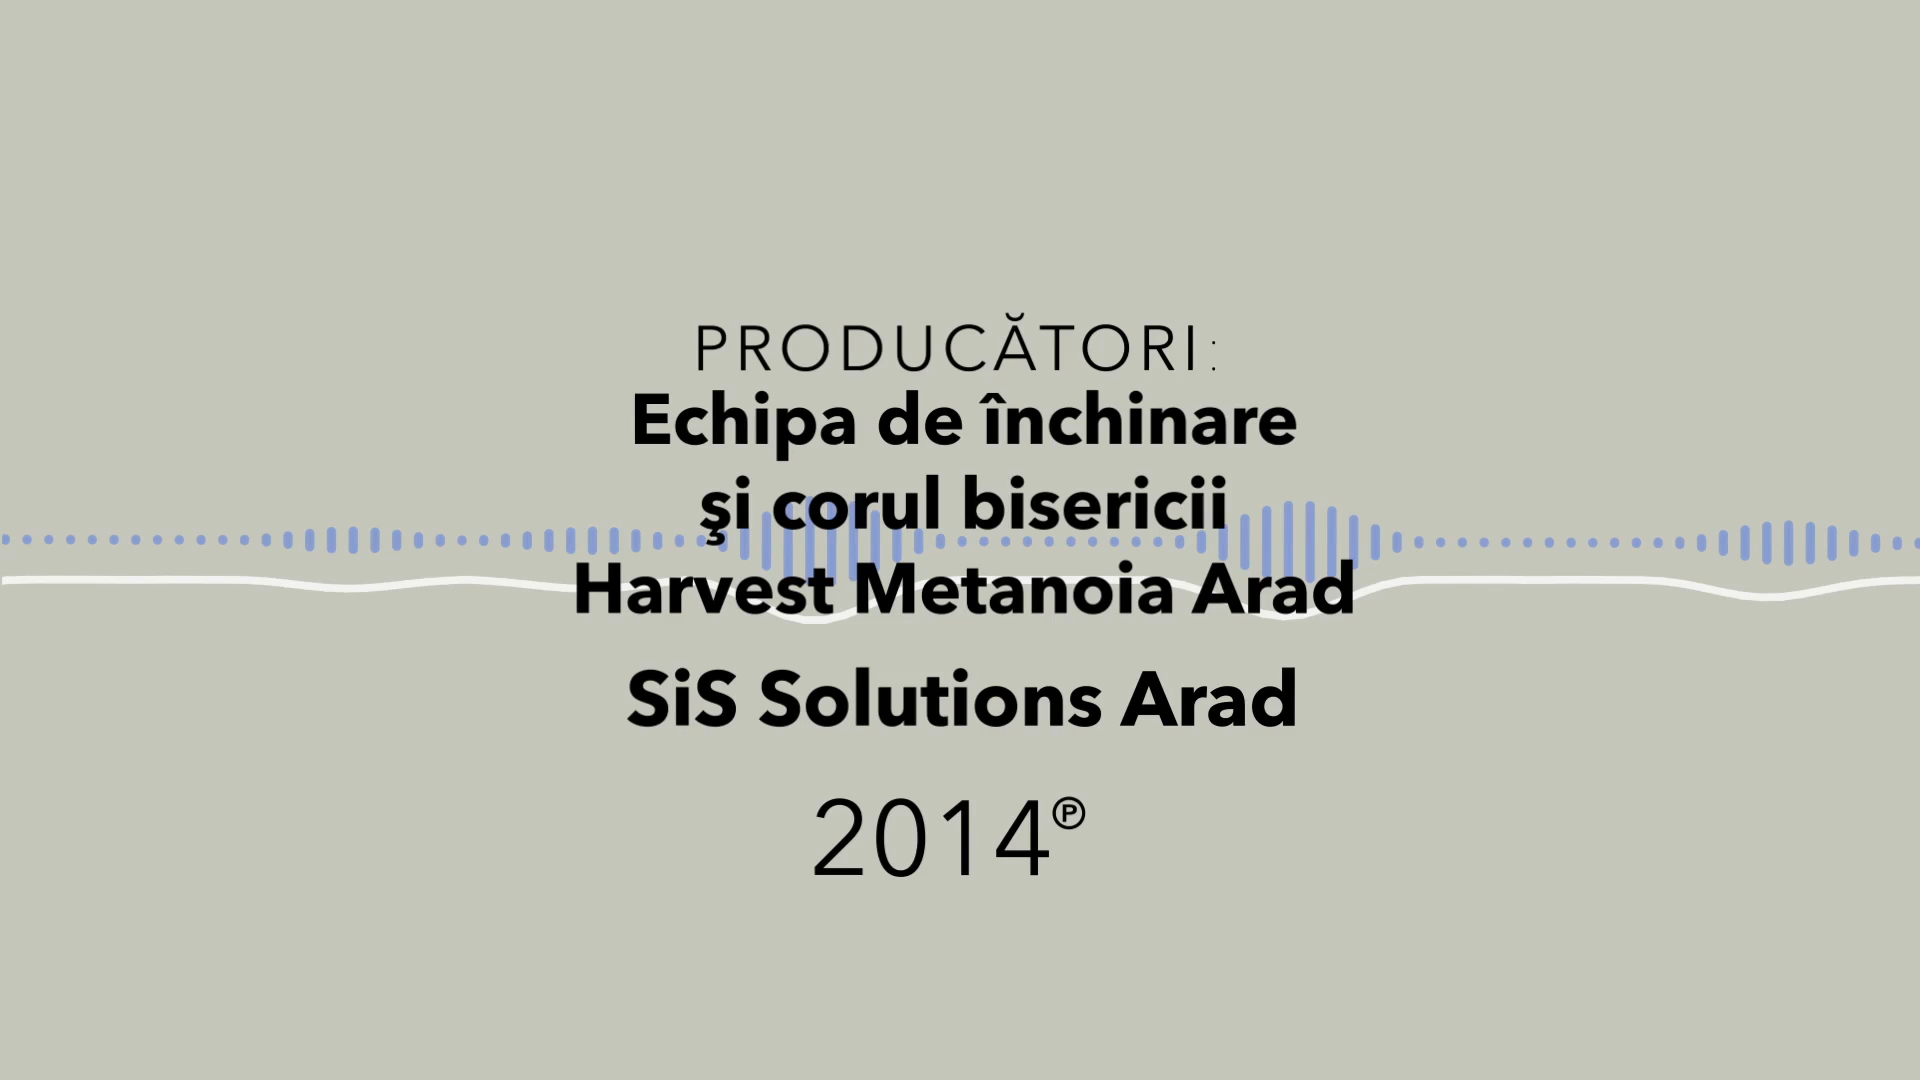 PRODUCĂTORI:
Echipa de închinare
şi corul bisericii
Harvest Metanoia Arad
SiS Solutions Arad
2014℗